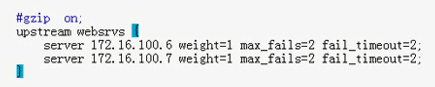 #gzip  on;
upstream websrvs {
    server 172.16.100.6 weight=1 max_fails=2 fail_timeout=2;
    server 172.16.100.7 weight=1 max_fails=2 fail_timeout=2;
}